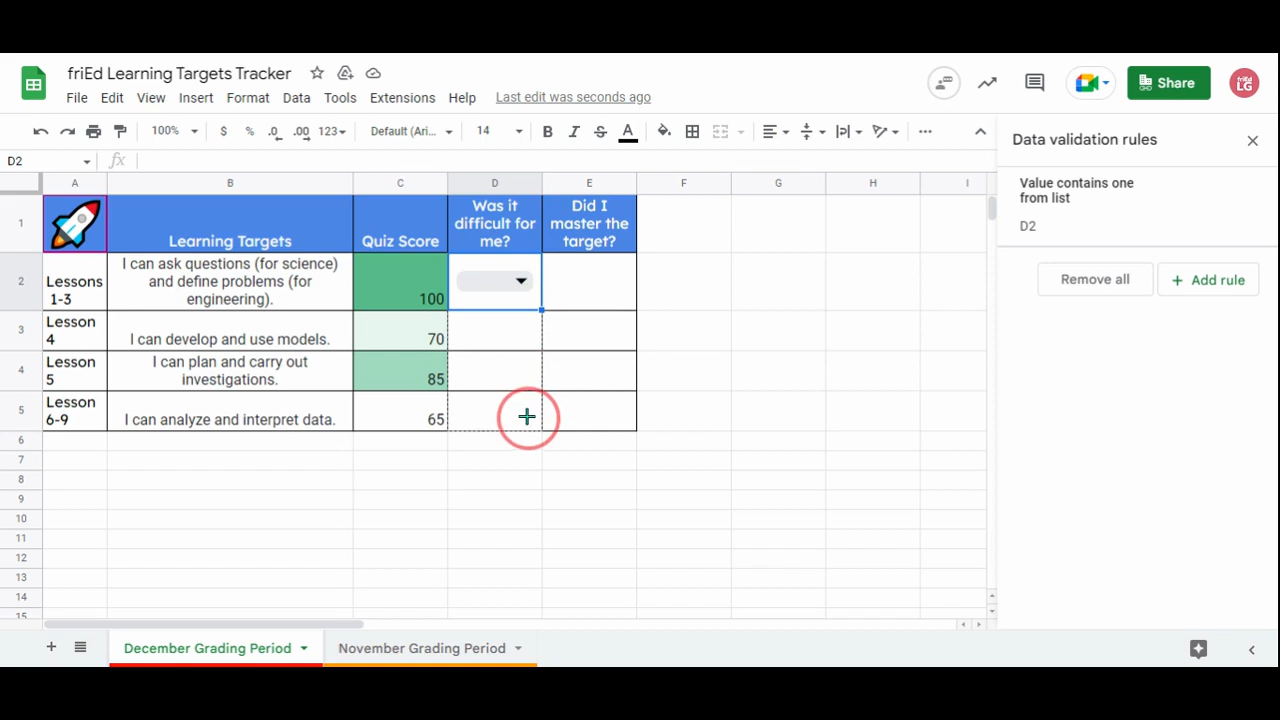 friEd Learning Targets Tracker
File Edit View Insert Format Data Tools Extensions Help Last edit was seconds ago
Share
friEd
LG
100% $ % .0 .00 123 Default (Ari... 14 B I S A ...
D2 fx
Data validation rules
Value contains one
from list
D2
Remove all + Add rule
A B C D E F G H I
1
Learning Targets
Quiz Score
Was it
difficult for
me?
Did I
master the
target?
2
Lessons
1-3
I can ask questions (for science)
and define problems (for
engineering).
100
3
Lesson
4
I can develop and use models.
70
4
Lesson
5
I can plan and carry out
investigations.
85
5
Lesson
6-9
I can analyze and interpret data.
65
6
7
8
9
10
11
12
13
14
15
+ December Grading Period November Grading Period